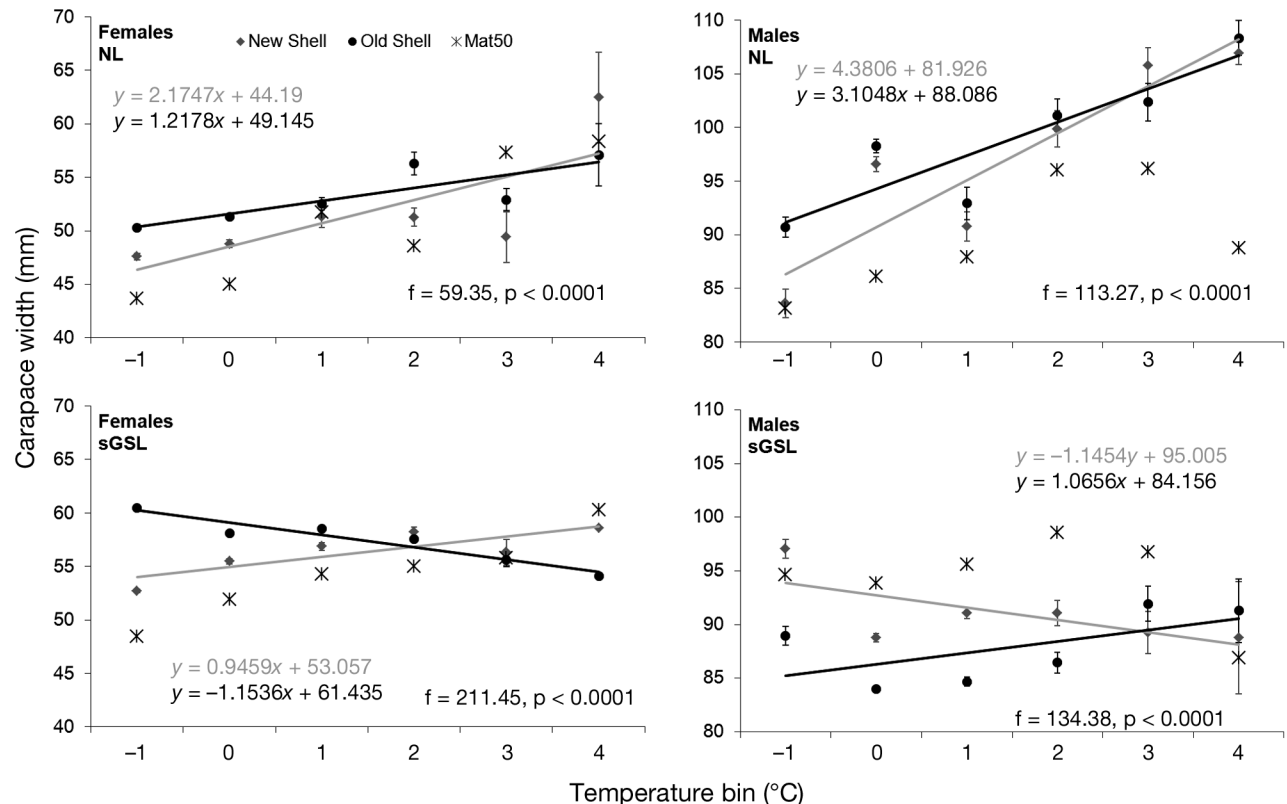 Carapace width (mm)
Females
NL
New Shell Old Shell Mat50
y = 2.1747x + 44.19
y = 1.2178x + 49.145
f = 59.35, p < 0.0001
70
65
60
55
50
45
40
–1 0 1 2 3 4
Males
NL
y = 4.3806 + 81.926
y = 3.1048x + 88.086
f = 113.27, p < 0.0001
110
105
100
95
90
85
80
–1 0 1 2 3 4
Females
sGSL
y = 0.9459x + 53.057
y = –1.1536x + 61.435
f = 211.45, p < 0.0001
70
65
60
55
50
45
40
–1 0 1 2 3 4
Males
sGSL
y = –1.1454y + 95.005
y = 1.0656x + 84.156
f = 134.38, p < 0.0001
110
105
100
95
90
85
80
–1 0 1 2 3 4
Temperature bin (°C)